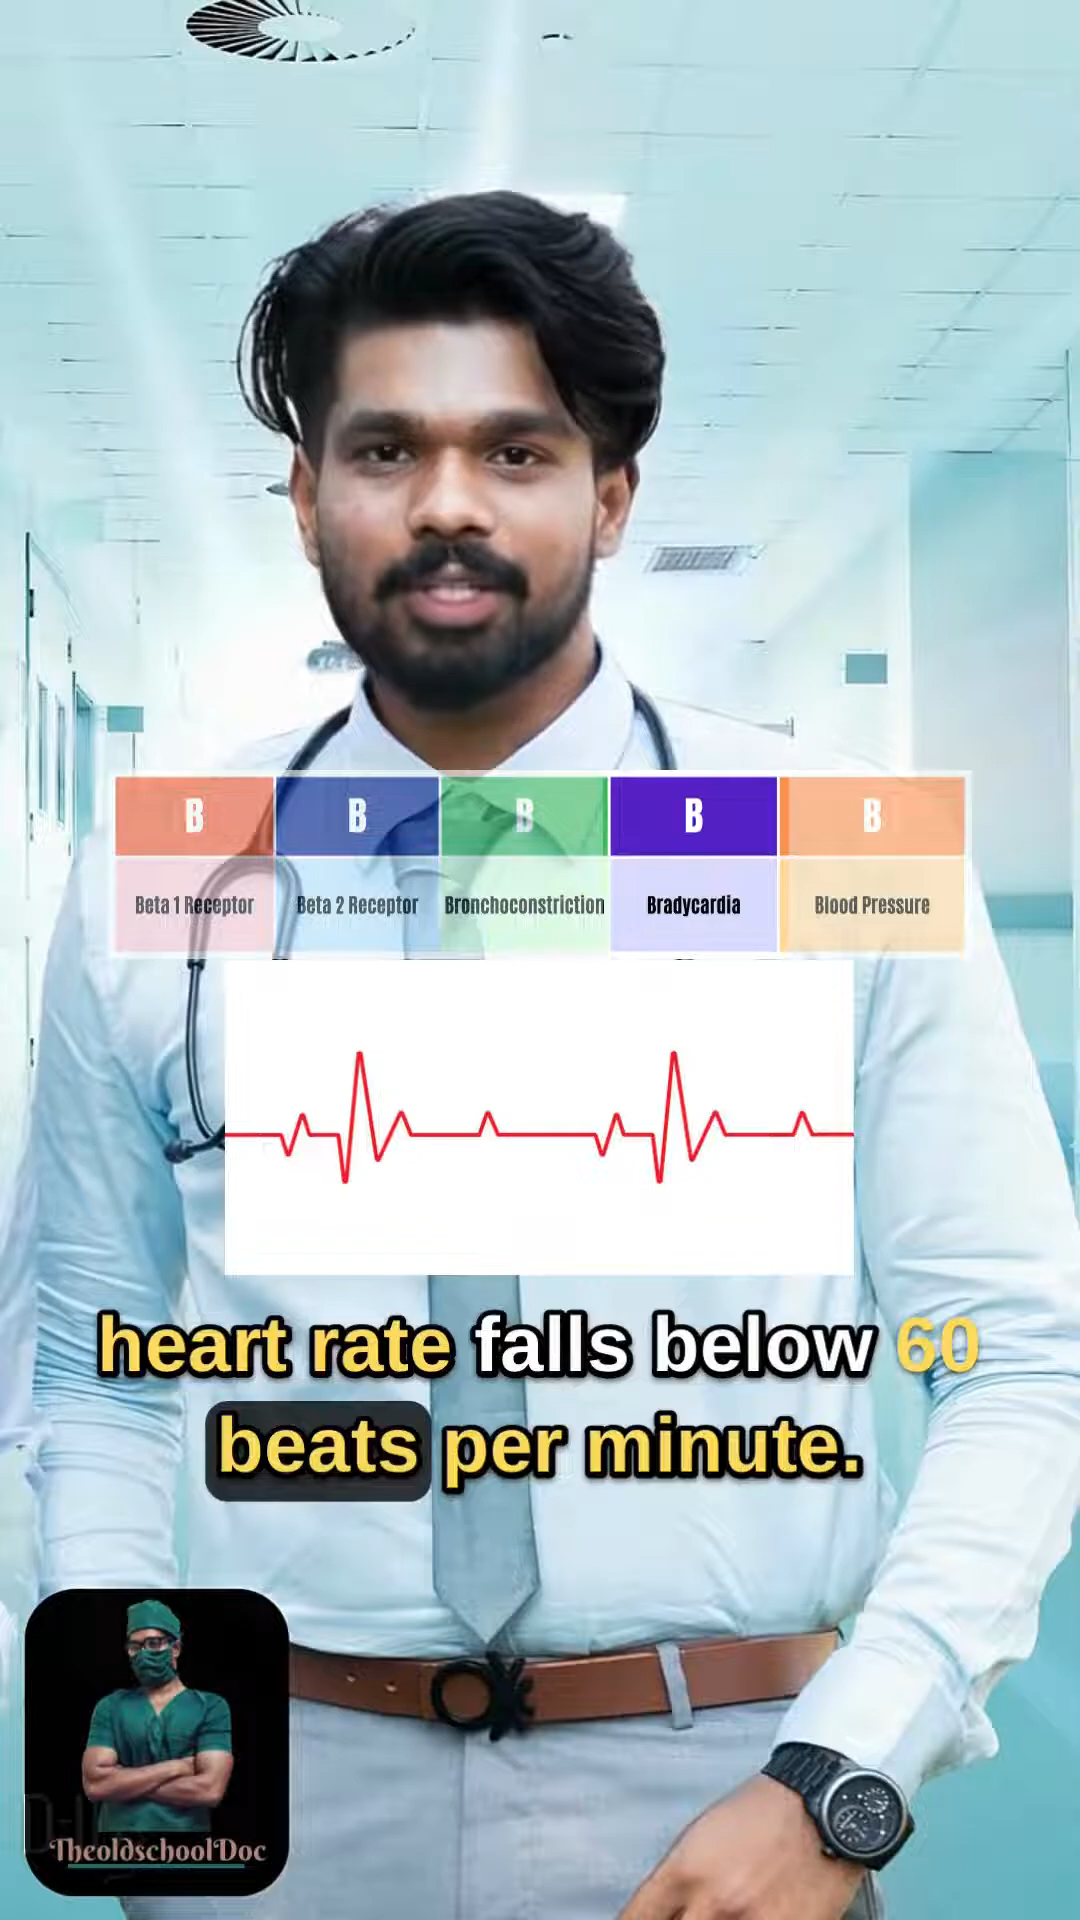 B B B B B
Beta 1 Receptor Beta 2 Receptor Bronchoconstriction Bradycardia Blood Pressure
heart rate falls below 60
beats per minute.
TheoldschoolDoc